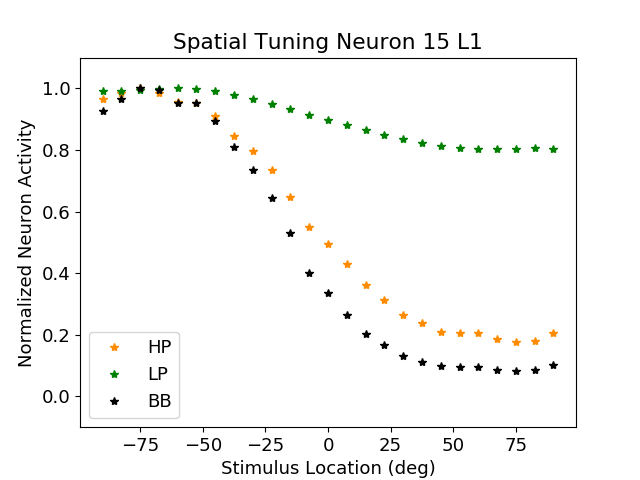 Spatial Tuning Neuron 15 L1
Normalized Neuron Activity
1.0
0.8
0.6
0.4
0.2
0.0
HP
LP
BB
−75 −50 −25 0 25 50 75
Stimulus Location (deg)